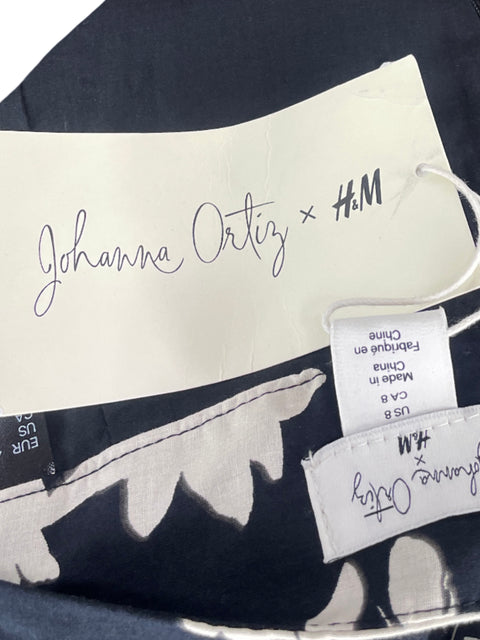 Johanna Ortiz × H&M
Fabriqué en
Chine
Made in
China
CA 8
US 8
Johanna Ortiz
×
H&M
EUR
US
CA